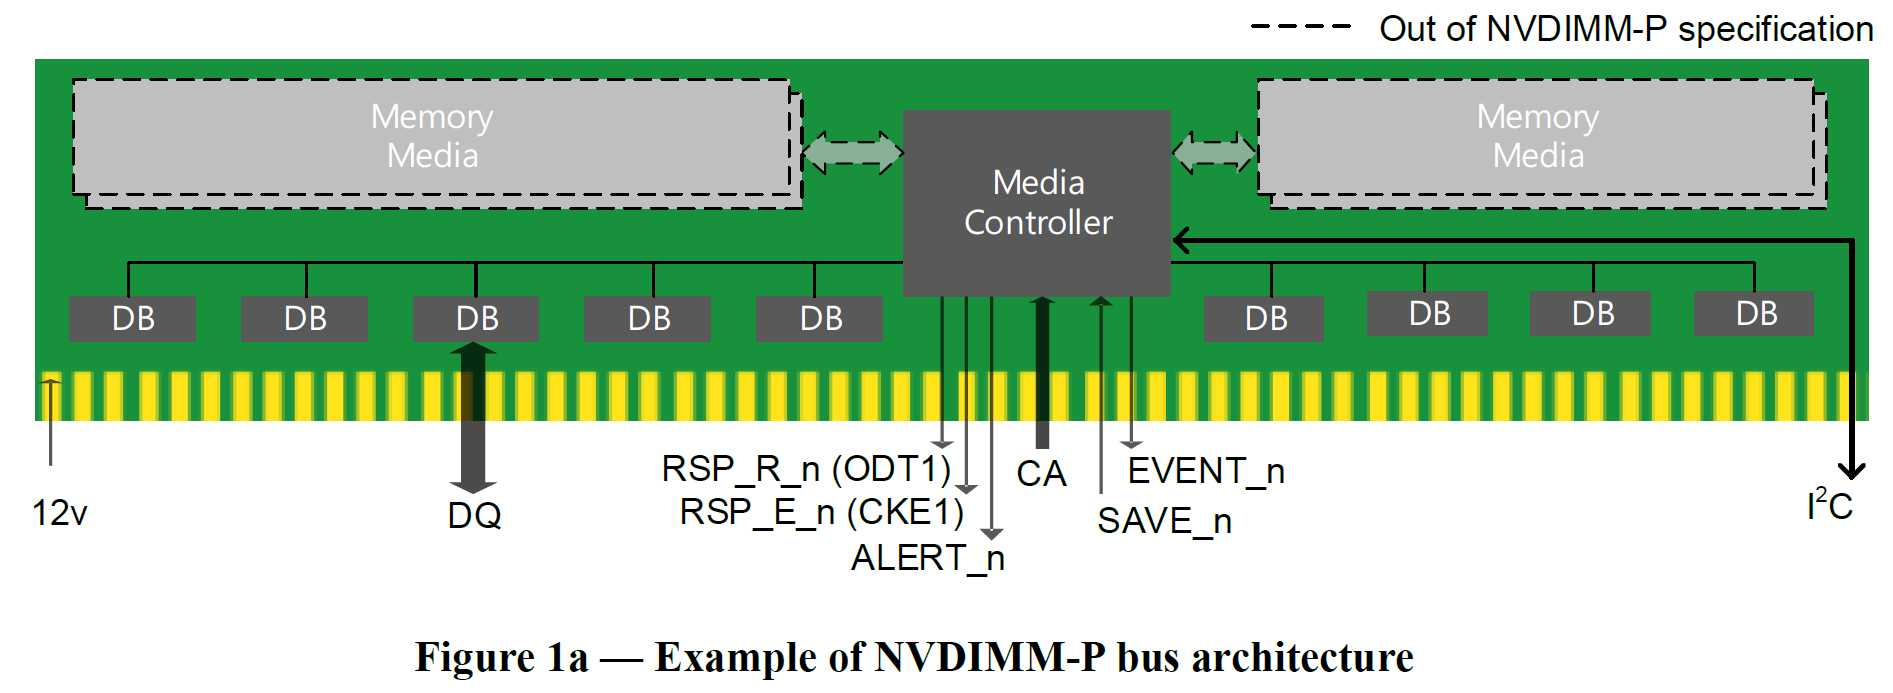 Out of NVDIMM-P specification
Memory
Media
Media
Controller
Memory
Media
DB
DB
DB
DB
DB
DB
DB
DB
DB
12v
DQ
RSP_R_n (ODT1)
RSP_E_n (CKE1)
ALERT_n
CA
EVENT_n
SAVE_n
I²C
Figure 1a — Example of NVDIMM-P bus architecture